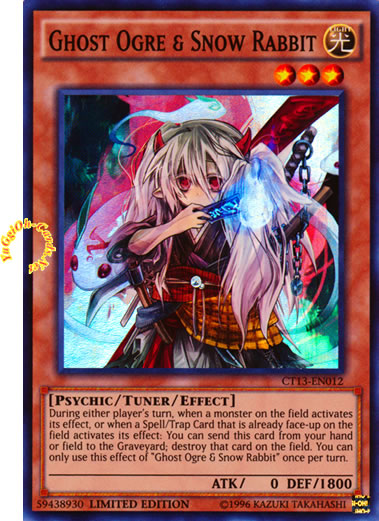 GHOST OGRE & SNOW RABBIT
LIGHT
光
YuGgiOh-Cards.Net
CT13-EN012
[PSYCHIC/TUNER/EFFECT]
During either player's turn, when a monster on the field activates
its effect, or when a Spell/Trap Card that is already face-up on the
field activates its effect: You can send this card from your hand
or field to the Graveyard; destroy that card on the field. You can
only use this effect of "Ghost Ogre & Snow Rabbit" once per turn.
ATK/ 0 DEF/1800
59438930 LIMITED EDITION ©1996 KAZUKI TAKAHASHI